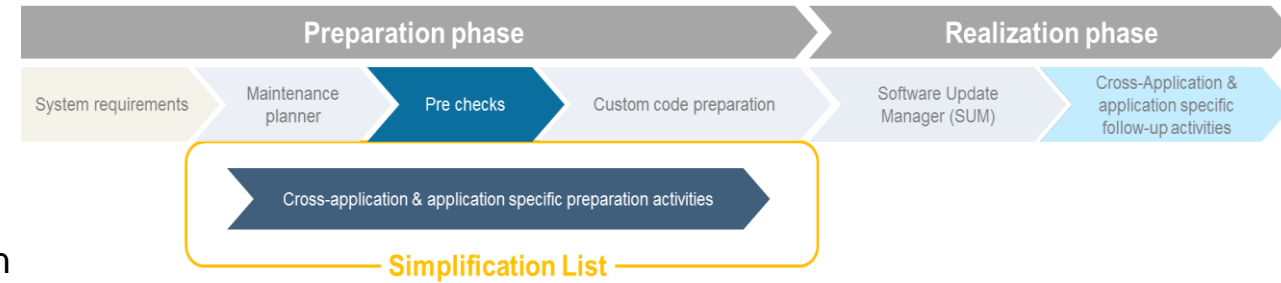 Preparation phase
Realization phase
System requirements
Maintenance
planner
Pre checks
Custom code preparation
Software Update
Manager (SUM)
Cross-Application &
application specific
follow-up activities
Cross-application & application specific preparation activities
n
Simplification List